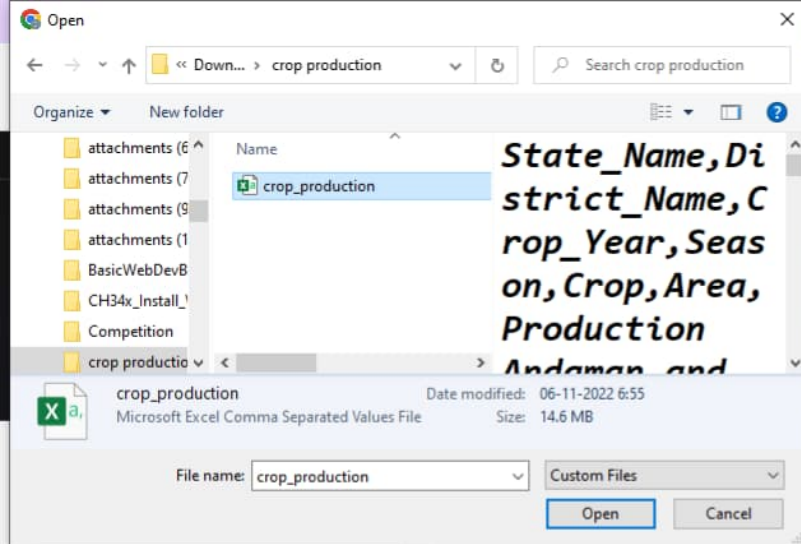 Open
« Down... › crop production
Search crop production
Organize
New folder
?
attachments (6
attachments (7
attachments (9
attachments (1
BasicWebDevB
CH34x_Install_
Competition
crop productio
Name
crop_production
State_Name,Di
strict_Name,C
rop_Year,Seas
on,Crop,Area,
Production
Andaman and
crop_production
Microsoft Excel Comma Separated Values File
Date modified: 06-11-2022 6:55
Size: 14.6 MB
File name: crop_production
Custom Files
Open
Cancel